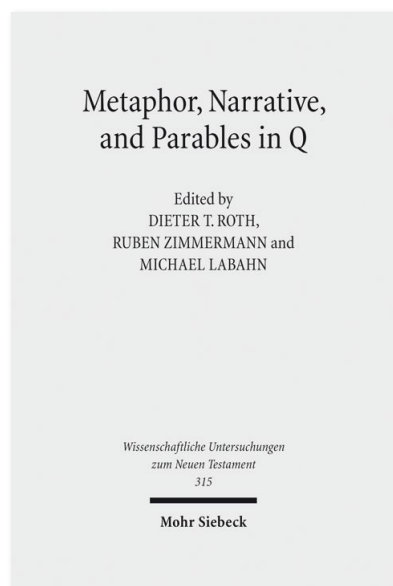 Metaphor, Narrative,
and Parables in Q
Edited by
DIETER T. ROTH,
RUBEN ZIMMERMANN and
MICHAEL LABAHN
Wissenschaftliche Untersuchungen
zum Neuen Testament
315
Mohr Siebeck